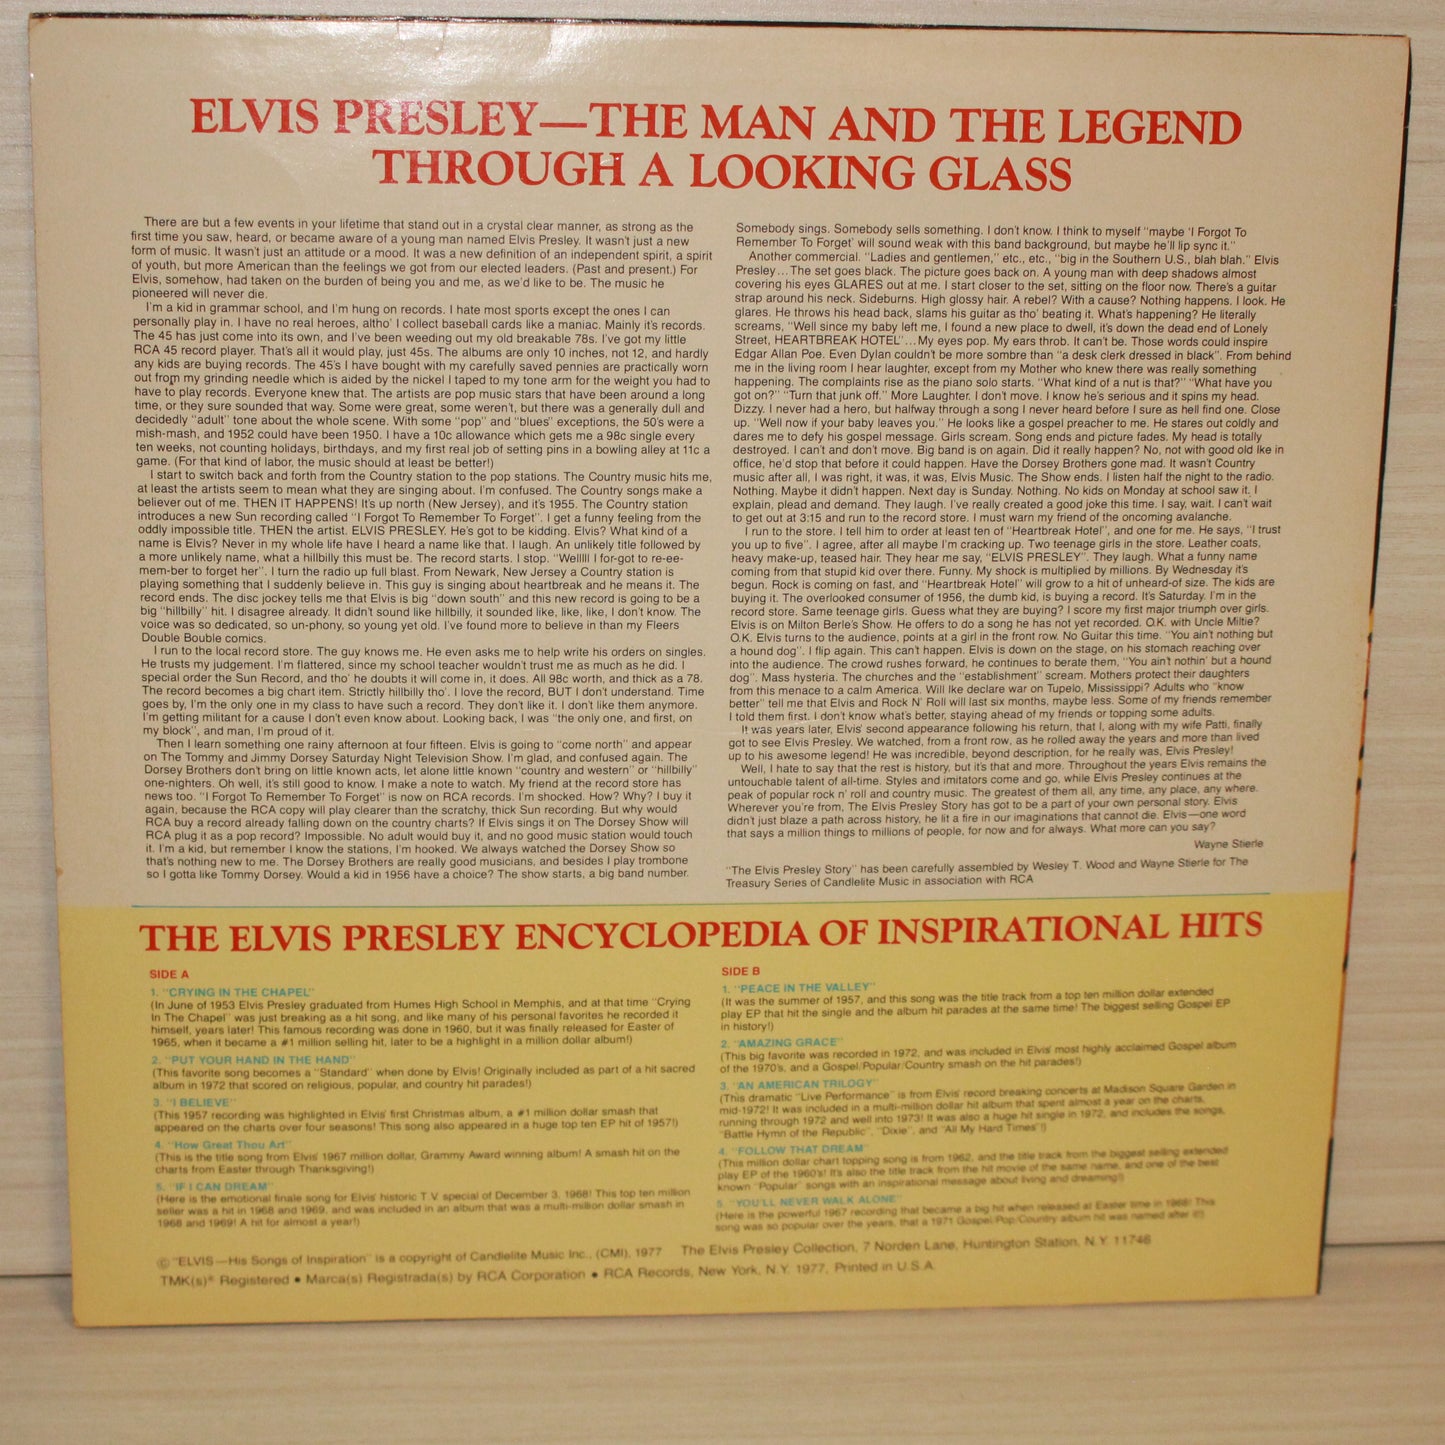 ELVIS PRESLEY—THE MAN AND THE LEGEND
THROUGH A LOOKING GLASS
There are but a few events in your lifetime that stand out in a crystal clear manner, as strong as the
first time you saw, heard, or became aware of a young man named Elvis Presley. It wasn't just a new
form of music. It wasn't just an attitude or a mood. It was a new definition of an independent spirit, a spirit
of youth, but more American than the feelings we got from our elected leaders. (Past and present.) For
Elvis, somehow, had taken on the burden of being you and me, as we'd like to be. The music he
pioneered will never die.
I'm a kid in grammar school, and I'm hung on records. I hate most sports except the ones I can
personally play in. I have no real heroes, altho' I collect baseball cards like a maniac. Mainly it's records.
The 45 has just come into its own, and I've been weeding out my old breakable 78s. I've got my little
RCA 45 record player. That's all it would play, just 45s. The albums are only 10 inches, not 12, and hardly
any kids are buying records. The 45's I have bought with my carefully saved pennies are practically worn
out from my grinding needle which is aided by the nickel I taped to my tone arm for the weight you had to
have to play records. Everyone knew that. The artists are pop music stars that have been around a long
time, or they sure sounded that way. Some were great, some weren't, but there was a generally dull and
decidedly "adult" tone about the whole scene. With some "pop" and "blues" exceptions, the 50's were a
mish-mash, and 1952 could have been 1950. I have a 10c allowance which gets me a 98c single every
ten weeks, not counting holidays, birthdays, and my first real job of setting pins in a bowling alley at 11c a
game. (For that kind of labor, the music should at least be better!)
I start to switch back and forth from the Country station to the pop stations. The Country music hits me,
at least the artists seem to mean what they are singing about. I'm confused. The Country songs make a
believer out of me. THEN IT HAPPENS! It's up north (New Jersey), and it's 1955. The Country station
introduces a new Sun recording called "I Forgot To Remember To Forget". I get a funny feeling from the
oddly impossible title. THEN the artist. ELVIS PRESLEY. He's got to be kidding. Elvis? What kind of a
name is Elvis? Never in my whole life have I heard a name like that. I laugh. An unlikely title followed by
a more unlikely name, what a hillbilly this must be. The record starts. I stop. "Wellllll I for-got to re-ee-
mem-ber to forget her". I turn the radio up full blast. From Newark, New Jersey a Country station is
playing something that I suddenly believe in. This guy is singing about heartbreak and he means it. The
record ends. The disc jockey tells me that Elvis is big "down south" and this new record is going to be a
big "hillbilly" hit. I disagree already. It didn't sound like hillbilly, it sounded like, like, like, I don't know. The
voice was so dedicated, so un-phony, so young yet old. I've found more to believe in than my Fleers
Double Bouble comics.
I run to the local record store. The guy knows me. He even asks me to help write his orders on singles.
He trusts my judgement. I'm flattered, since my school teacher wouldn't trust me as much as he did. I
special order the Sun Record, and tho' he doubts it will come in, it does. All 98c worth, and thick as a 78.
The record becomes a big chart item. Strictly hillbilly tho'. I love the record, BUT I don't understand. Time
goes by, I'm the only one in my class to have such a record. They don't like it. I don't like them anymore.
I'm getting militant for a cause I don't even know about. Looking back, I was "the only one, and first, on
my block", and man, I'm proud of it.
Then I learn something one rainy afternoon at four fifteen. Elvis is going to "come north" and appear
on The Tommy and Jimmy Dorsey Saturday Night Television Show. I'm glad, and confused again. The
Dorsey Brothers don't bring on little known acts, let alone little known "country and western" or "hillbilly"
one-nighters. Oh well, it's still good to know. I make a note to watch. My friend at the record store has
news too. "I Forgot To Remember To Forget" is now on RCA records. I'm shocked. How? Why? I buy it
again, because the RCA copy will play clearer than the scratchy, thick Sun recording. But why would
RCA buy a record already falling down on the country charts? If Elvis sings it on The Dorsey Show will
RCA plug it as a pop record? Impossible. No adult would buy it, and no good music station would touch
it. I'm a kid, but remember I know the stations, I'm hooked. We always watched the Dorsey Show so
that's nothing new to me. The Dorsey Brothers are really good musicians, and besides I play trombone
so I gotta like Tommy Dorsey. Would a kid in 1956 have a choice? The show starts, a big band number.
Somebody sings. Somebody sells something. I don't know. I think to myself "maybe 'I Forgot To
Remember To Forget' will sound weak with this band background, but maybe he'll lip sync it."
Another commercial. "Ladies and gentlemen," etc., etc., "big in the Southern U.S., blah blah." Elvis
Presley...The set goes black. The picture goes back on. A young man with deep shadows almost
covering his eyes GLARES out at me. I start closer to the set, sitting on the floor now. There's a guitar
strap around his neck. Sideburns. High glossy hair. A rebel? With a cause? Nothing happens. I look. He
glares. He throws his head back, slams his guitar as tho' beating it. What's happening? He literally
screams, "Well since my baby left me, I found a new place to dwell, it's down the dead end of Lonely
Street, HEARTBREAK HOTEL"...My eyes pop. My ears throb. It can't be. Those words could inspire
Edgar Allan Poe. Even Dylan couldn't be more sombre than "a desk clerk dressed in black". From behind
me in the living room I hear laughter, except from my Mother who knew there was really something
happening. The complaints rise as the piano solo starts. "What kind of a nut is that?" "What have you
got on?" "Turn that junk off." More Laughter. I don't move. I know he's serious and it spins my head.
Dizzy. I never had a hero, but halfway through a song I never heard before I sure as hell find one. Close
up. "Well now if your baby leaves you." He looks like a gospel preacher to me. He stares out coldly and
dares me to defy his gospel message. Girls scream. Song ends and picture fades. My head is totally
destroyed. I can't and don't move. Big band is on again. Did it really happen? No, not with good old Ike in
office, he'd stop that before it could happen. Have the Dorsey Brothers gone mad. It wasn't Country
music after all, I was right, it was, it was, Elvis Music. The Show ends. I listen half the night to the radio.
Nothing. Maybe it didn't happen. Next day is Sunday. Nothing. No kids on Monday at school saw it. I
explain, plead and demand. They laugh. I've really created a good joke this time. I say, wait. I can't wait
to get out at 3:15 and run to the record store. I must warn my friend of the oncoming avalanche.
I run to the store. I tell him to order at least ten of "Heartbreak Hotel", and one for me. He says, "I trust
you up to five". I agree, after all maybe I'm cracking up. Two teenage girls in the store. Leather coats,
heavy make-up, teased hair. They hear me say, "ELVIS PRESLEY". They laugh. What a funny name
coming from that stupid kid over there. Funny. My shock is multiplied by millions. By Wednesday it's
begun. Rock is coming on fast, and "Heartbreak Hotel" will grow to a hit of unheard-of size. The kids are
buying it. The overlooked consumer of 1956, the dumb kid, is buying a record. It's Saturday. I'm in the
record store. Same teenage girls. Guess what they are buying? I score my first major triumph over girls.
Elvis is on Milton Berle's Show. He offers to do a song he has not yet recorded. O.K. with Uncle Miltie?
O.K. Elvis turns to the audience, points at a girl in the front row. No Guitar this time. "You ain't nothing but
a hound dog". I flip again. This can't happen. Elvis is down on the stage, on his stomach reaching over
into the audience. The crowd rushes forward, he continues to berate them, "You ain't nothin' but a hound
dog". Mass hysteria. The churches and the "establishment" scream. Mothers protect their daughters
from this menace to a calm America. Will Ike declare war on Tupelo, Mississippi? Adults who "know
better" tell me that Elvis and Rock N' Roll will last six months, maybe less. Some of my friends remember
I told them first. I don't know what's better, staying ahead of my friends or topping some adults.
It was years later, Elvis' second appearance following his return, that I, along with my wife Patti, finally
got to see Elvis Presley. We watched, from a front row, as he rolled away the years and more than lived
up to his awesome legend! He was incredible, beyond description, for he really was, Elvis Presley!
Well, I hate to say that the rest is history, but it's that and more. Throughout the years Elvis remains the
untouchable talent of all-time. Styles and imitators come and go, while Elvis Presley continues at the
peak of popular rock n' roll and country music. The greatest of them all, any time, any place, any where.
Wherever you're from, The Elvis Presley Story has got to be a part of your own personal story. Elvis
didn't just blaze a path across history, he lit a fire in our imaginations that cannot die. Elvis—one word
that says a million things to millions of people, for now and for always. What more can you say?
Wayne Stierle
"The Elvis Presley Story" has been carefully assembled by Wesley T. Wood and Wayne Stierle for The
Treasury Series of Candlelite Music in association with RCA
THE ELVIS PRESLEY ENCYCLOPEDIA OF INSPIRATIONAL HITS
SIDE A
1. "CRYING IN THE CHAPEL"
(In June of 1953 Elvis Presley graduated from Humes High School in Memphis, and at that time "Crying
In The Chapel" was just breaking as a hit song, and like many of his personal favorites he recorded it
himself, years later! This famous recording was done in 1960, but it was finally released for Easter of
1965, when it became a #1 million selling hit, later to be a highlight in a million dollar album!)
2. "PUT YOUR HAND IN THE HAND"
(This favorite song becomes a "Standard" when done by Elvis! Originally included as part of a hit sacred
album in 1972 that scored on religious, popular, and country hit parades!)
3. "I BELIEVE"
(This 1957 recording was highlighted in Elvis' first Christmas album, a #1 million dollar smash that
appeared on the charts over four seasons! This song also appeared in a huge top ten EP hit of 1957!)
4. "How Great Thou Art"
(This is the title song from Elvis' 1967 million dollar, Grammy Award winning album! A smash hit on the
charts from Easter through Thanksgiving!)
5. "IF I CAN DREAM"
(Here is the emotional finale song for Elvis' historic T.V. special of December 3, 1968! This top ten million
seller was a hit in 1968 and 1969, and was included in an album that was a multi-million dollar smash in
1968 and 1969! A hit for almost a year!)
SIDE B
1. "PEACE IN THE VALLEY"
(It was the summer of 1957, and this song was the title track from a top ten million dollar extended
play EP that hit the single and the album hit parades at the same time! The biggest selling Gospel EP
in history!)
2. "AMAZING GRACE"
(This big favorite was recorded in 1972, and was included in Elvis' most highly acclaimed Gospel album
of the 1970's, and a Gospel/Popular/Country smash on the hit parades!)
3. "AN AMERICAN TRILOGY"
(This dramatic "Live Performance" is from Elvis' record breaking concerts at Madison Square Garden in
mid-1972! It was included in a multi-million dollar hit album that spent almost a year on the charts,
running through 1972 and well into 1973! It was also a huge hit single in 1972, and includes the songs,
"Battle Hymn of the Republic", "Dixie", and "All My Hard Times"!)
4. "FOLLOW THAT DREAM"
(This million dollar chart topping song is from 1962, and the title track from the biggest selling extended
play EP of the 1960's! It's also the title track from the hit movie of the same name, and one of the best
known "Popular" songs with an inspirational message about living and dreaming!)
5. "YOU'LL NEVER WALK ALONE"
(Here is the powerful 1967 recording that became a big hit when released at Easter time in 1968! This
song was so popular over the years, that a 1971 Gospel/Pop/Country album hit was named after it!)
© "ELVIS—His Songs of Inspiration" is a copyright of Candlelite Music Inc., (CMI), 1977 The Elvis Presley Collection, 7 Norden Lane, Huntington Station, N.Y. 11746
TMK(s)® Registered • Marca(s) Registrada(s) by RCA Corporation • RCA Records, New York, N.Y. 1977, Printed in U.S.A.